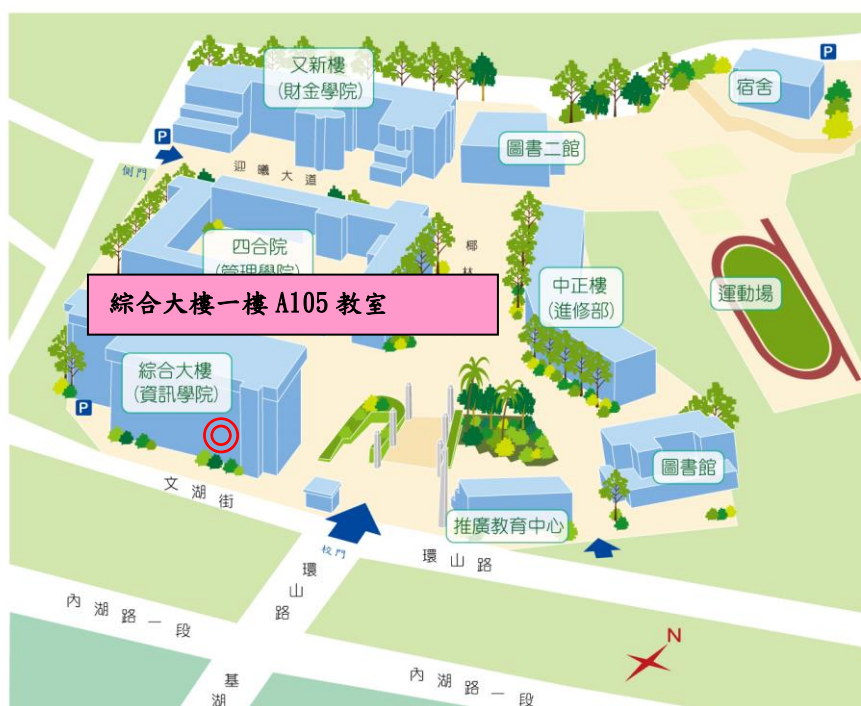 又新樓
(財金學院)
P
宿舍
圖書二館
P
側門
迎曦大道
四合院
(管理學院)
椰林
中正樓
(進修部)
運動場
綜合大樓一樓 A105 教室
綜合大樓
(資訊學院)
P
圖書館
文湖街
推廣教育中心
校門
環山路
環山路
內湖路一段
N
基湖
內湖路一段